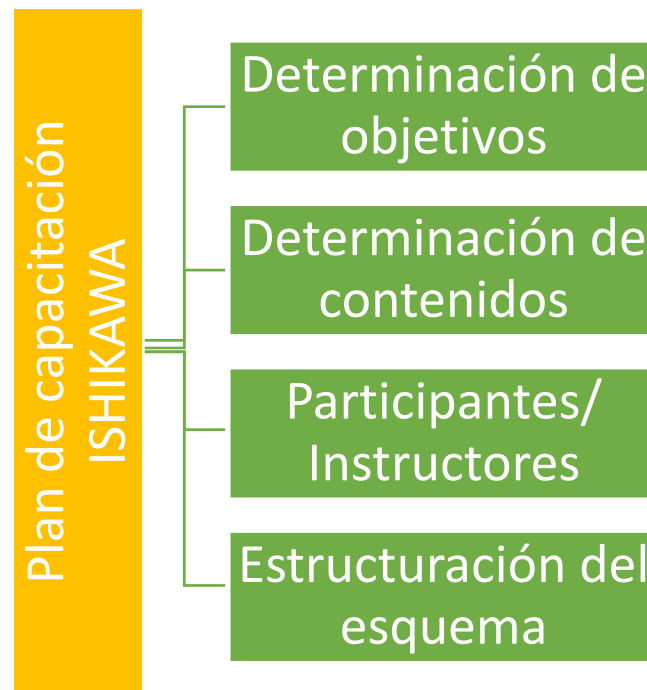 Plan de capacitación
ISHIKAWA
Determinación de
objetivos
Determinación de
contenidos
Participantes/
Instructores
Estructuración del
esquema